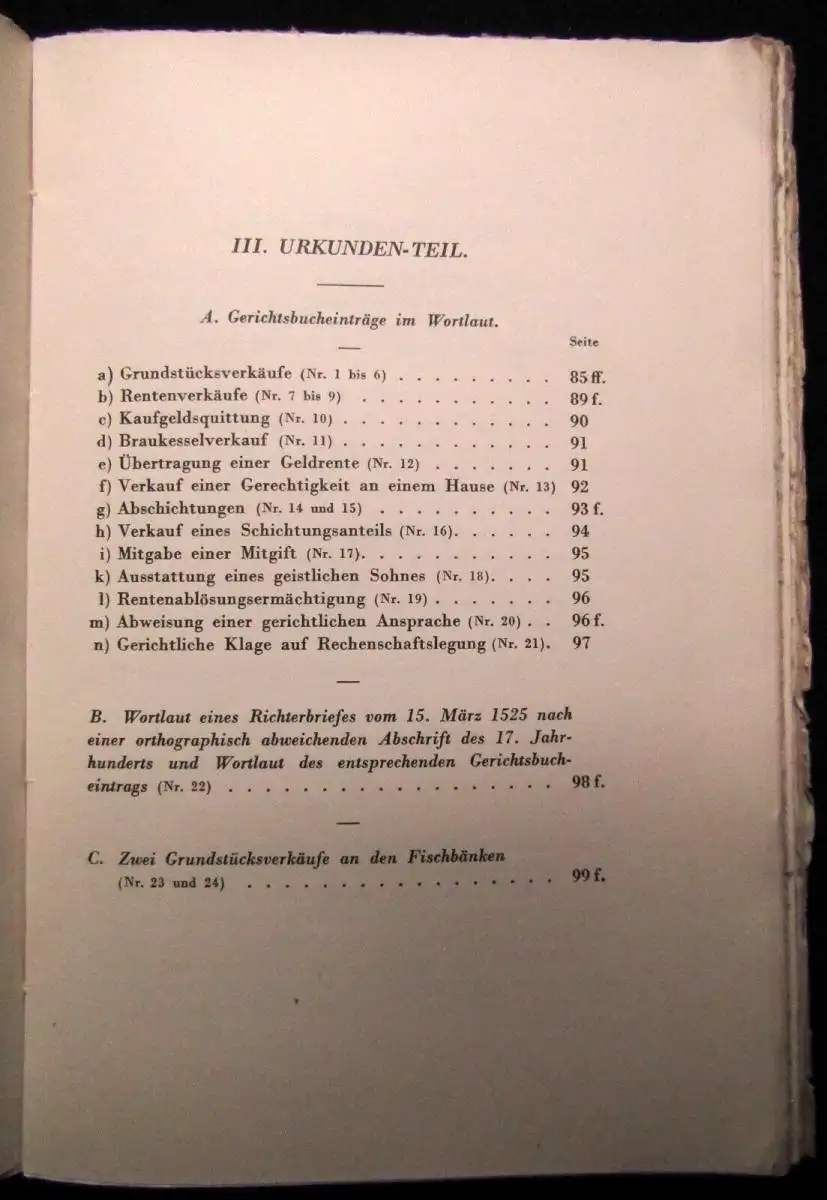 III. URKUNDEN-TEIL.
A. Gerichtsbucheinträge im Wortlaut.
Seite
a) Grundstücksverkäufe (Nr. 1 bis 6) . . . . . . . . . 85 ff.
b) Rentenverkäufe (Nr. 7 bis 9) . . . . . . . . . . . 89 f.
c) Kaufgeldsquittung (Nr. 10) . . . . . . . . . . . . 90
d) Braukesselverkauf (Nr. 11) . . . . . . . . . . . . 91
e) Übertragung einer Geldrente (Nr. 12) . . . . . . . 91
f) Verkauf einer Gerechtigkeit an einem Hause (Nr. 13) 92
g) Abschichtungen (Nr. 14 und 15) . . . . . . . . . . 93 f.
h) Verkauf eines Schichtungsanteils (Nr. 16). . . . . . 94
i) Mitgabe einer Mitgift (Nr. 17). . . . . . . . . . . 95
k) Ausstattung eines geistlichen Sohnes (Nr. 18). . . . 95
l) Rentenablösungsermächtigung (Nr. 19) . . . . . . . 96
m) Abweisung einer gerichtlichen Ansprache (Nr. 20) . . 96 f.
n) Gerichtliche Klage auf Rechenschaftslegung (Nr. 21). 97
B. Wortlaut eines Richterbriefes vom 15. März 1525 nach
einer orthographisch abweichenden Abschrift des 17. Jahr-
hunderts und Wortlaut des entsprechenden Gerichtsbuch-
eintrags (Nr. 22) . . . . . . . . . . . . . . . . . . 98 f.
C. Zwei Grundstücksverkäufe an den Fischbänken
(Nr. 23 und 24) . . . . . . . . . . . . . . . . . 99 f.